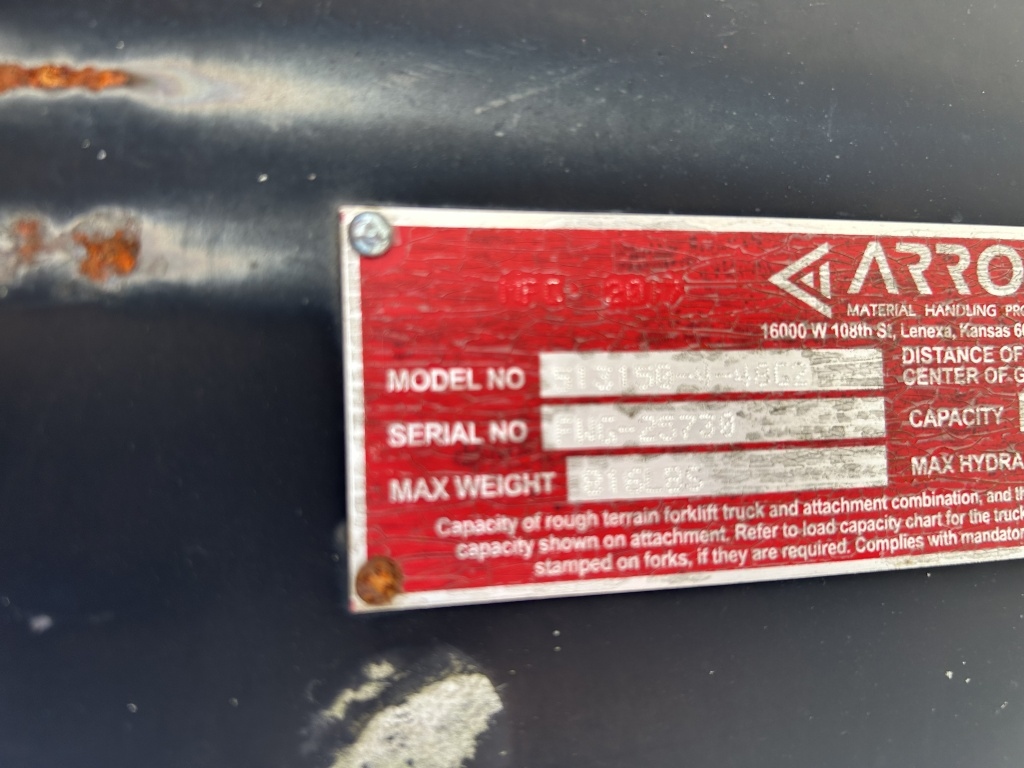 ARRO
MATERIAL HANDLING PRO
16000 W 108th St, Lenexa, Kansas 6
MODEL NO
DISTANCE OF
CENTER OF G
SERIAL NO
CAPACITY
MAX WEIGHT
MAX HYDRA
Capacity of rough terrain forklift truck and attachment combination, and th
capacity shown on attachment. Refer to load capacity chart for the truck
stamped on forks, if they are required. Complies with mandator